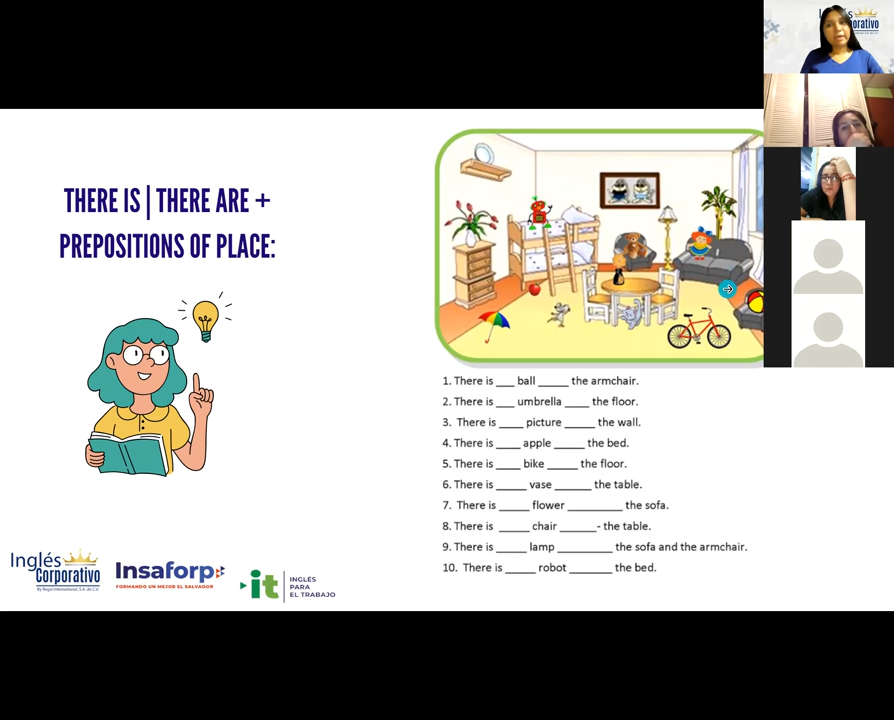 THERE IS | THERE ARE +
PREPOSITIONS OF PLACE:
1. There is ___ ball _____ the armchair.
2. There is ___ umbrella ____ the floor.
3. There is ____ picture _____ the wall.
4. There is ____ apple _____ the bed.
5. There is ____ bike _____ the floor.
6. There is _____ vase ______ the table.
7. There is _____ flower _________ the sofa.
8. There is _____ chair ______- the table.
9. There is _____ lamp _________ the sofa and the armchair.
10. There is _____ robot _______ the bed.
Inglés
Corporativo
By Regal International, S.A. de C.V.
Insaforp
FORMANDO UN MEJOR EL SALVADOR
it
INGLÉS
PARA
EL TRABAJO